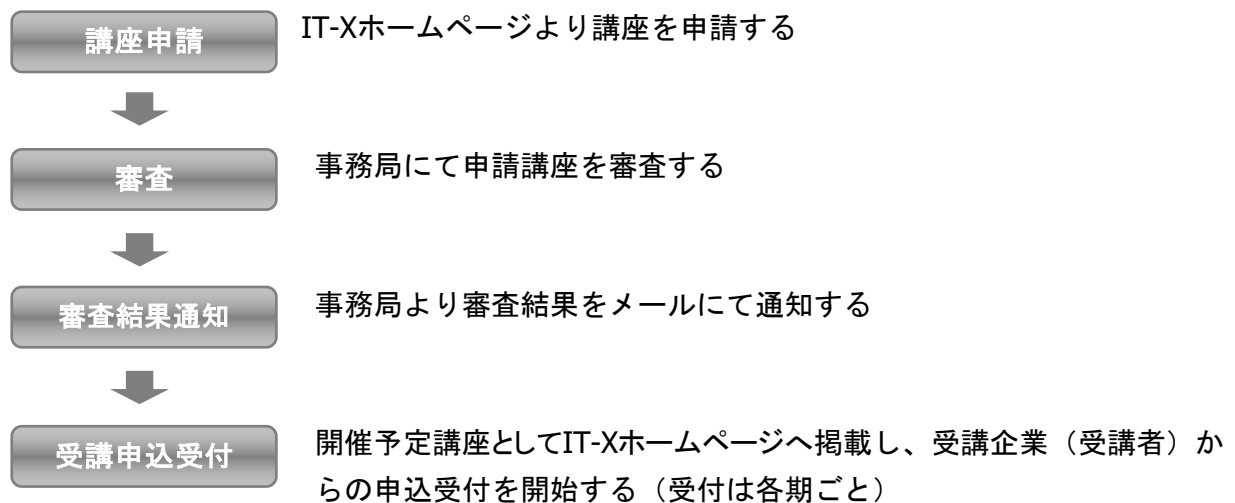 講座申請
IT-Xホームページより講座を申請する
審査
事務局にて申請講座を審査する
審査結果通知
事務局より審査結果をメールにて通知する
受講申込受付
開催予定講座としてIT-Xホームページへ掲載し、受講企業（受講者）か
らの申込受付を開始する（受付は各期ごと）